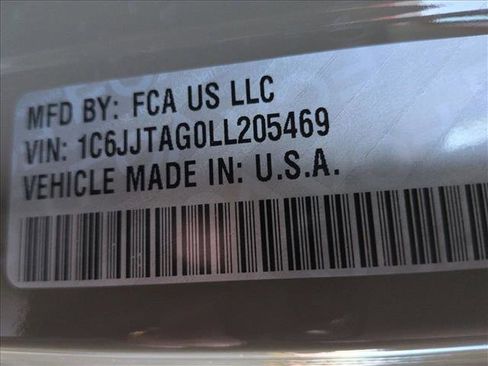 MFD BY: FCA US LLC
VIN: 1C6JJTAG0LL205469
VEHICLE MADE IN: U.S.A.